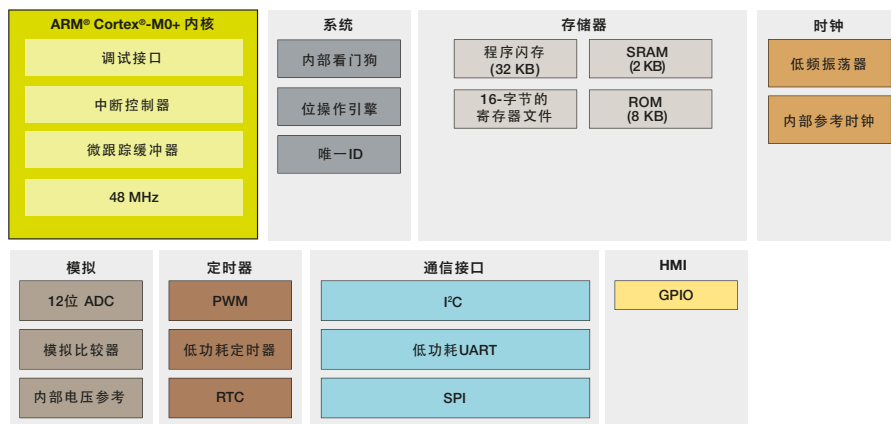 ARM® Cortex®-M0+ 内核
调试接口
中断控制器
微跟踪缓冲器
48 MHz
系统
内部看门狗
位操作引擎
唯一ID
存储器
程序闪存
(32 KB)
SRAM
(2 KB)
16-字节的
寄存器文件
ROM
(8 KB)
时钟
低频振荡器
内部参考时钟
模拟
12位 ADC
模拟比较器
内部电压参考
定时器
PWM
低功耗定时器
RTC
通信接口
I²C
低功耗UART
SPI
HMI
GPIO